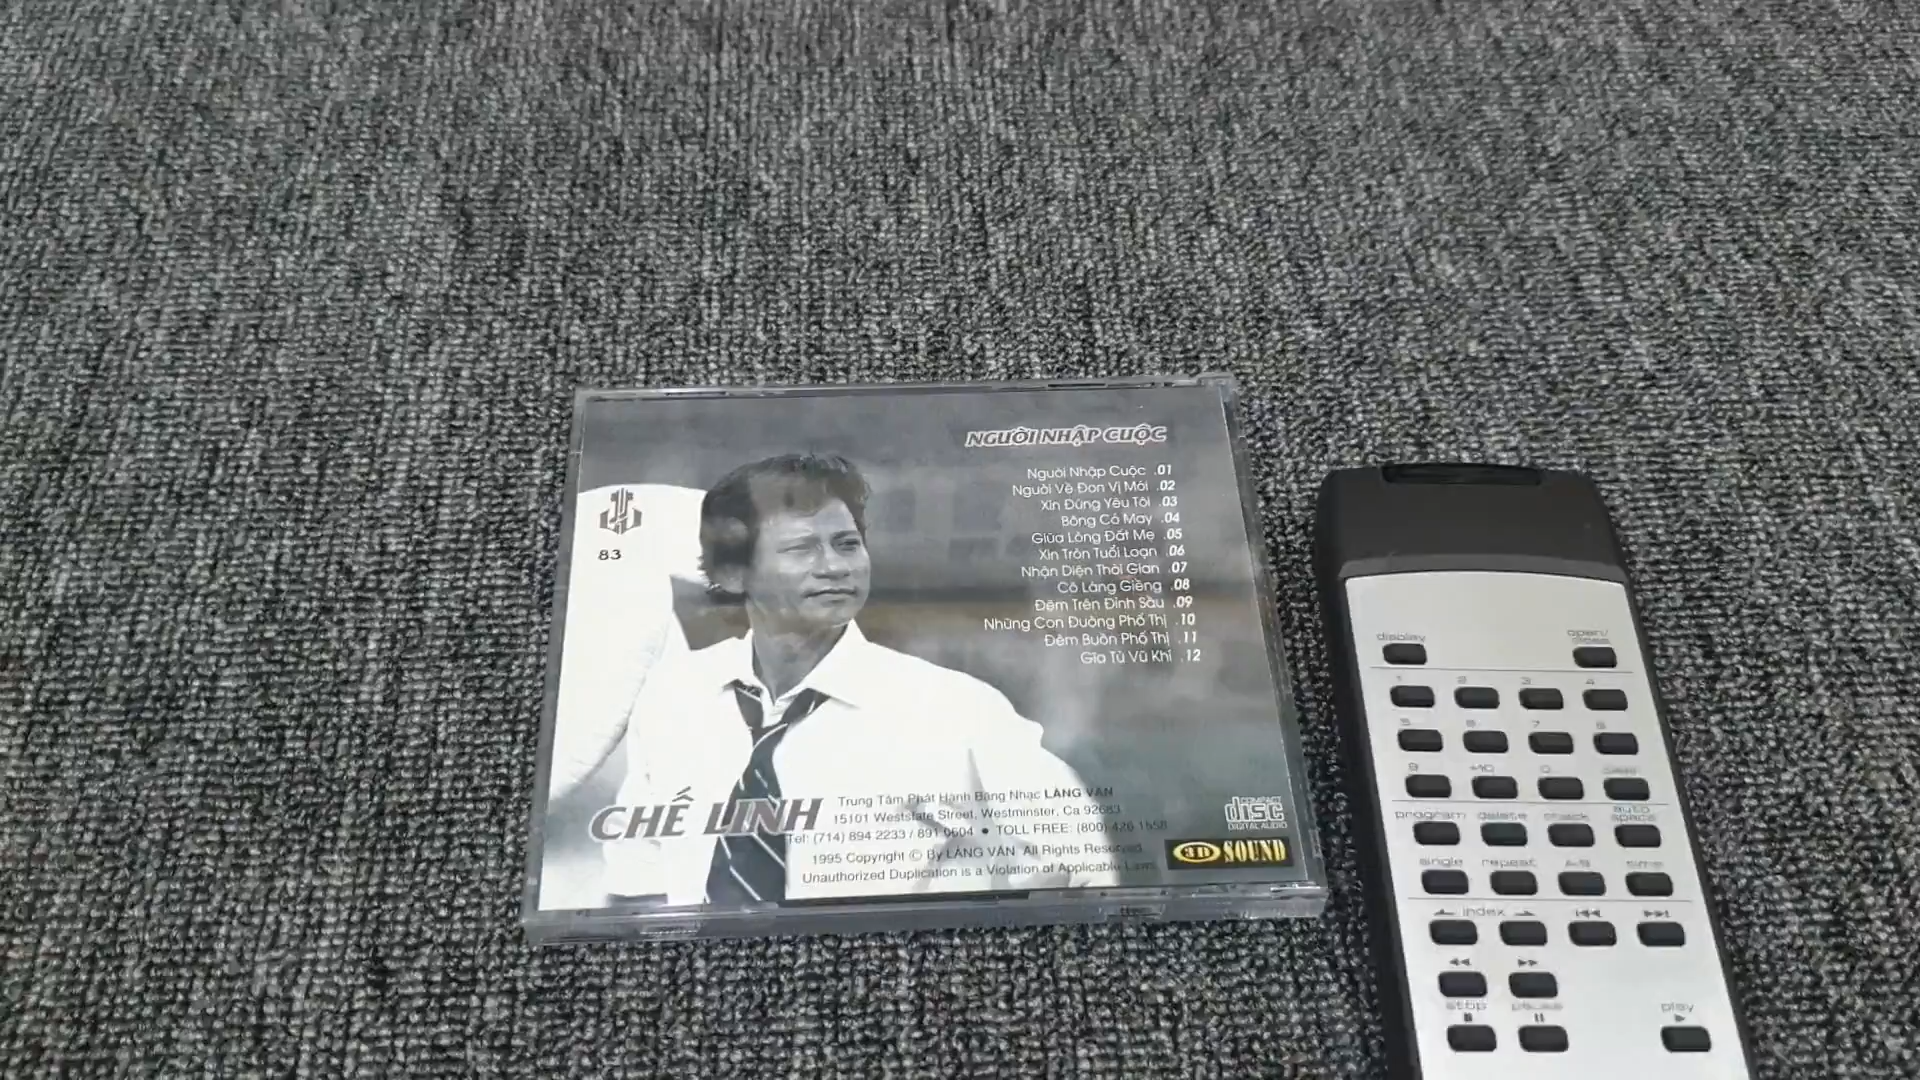 NGƯỜI NHẬP CUỘC
Người Nhập Cuộc .01
Người Về Đơn Vị Mới .02
Xin Đừng Yêu Tôi .03
Bông Cỏ May .04
Giữa Lòng Đất Mẹ .05
Xin Tròn Tuổi Loạn .06
Nhận Diện Thời Gian .07
Cô Láng Giềng .08
Đêm Trên Đỉnh Sầu .09
Những Con Đường Phố Thị .10
Đêm Buồn Phố Thị .11
Gĩa Từ Vũ Khí .12
83
CHẾ LINH
Trung Tâm Phát Hành Băng Nhạc LÀNG VĂN
15101 Weststate Street, Westminster, Ca 92683
Tel: (714) 894 2233 / 891 0604 • TOLL FREE: (800) 426 1558
1995 Copyright © By LÀNG VĂN All Rights Reserved
Unauthorized Duplication is a Violation of Applicable Laws
COMPACT
disc
DIGITAL AUDIO
3D SOUND
display open/close
1 2 3 4
5 6 7 8
9 +10 0
program delete auto space
single repeat A-B time
index
stop pause play